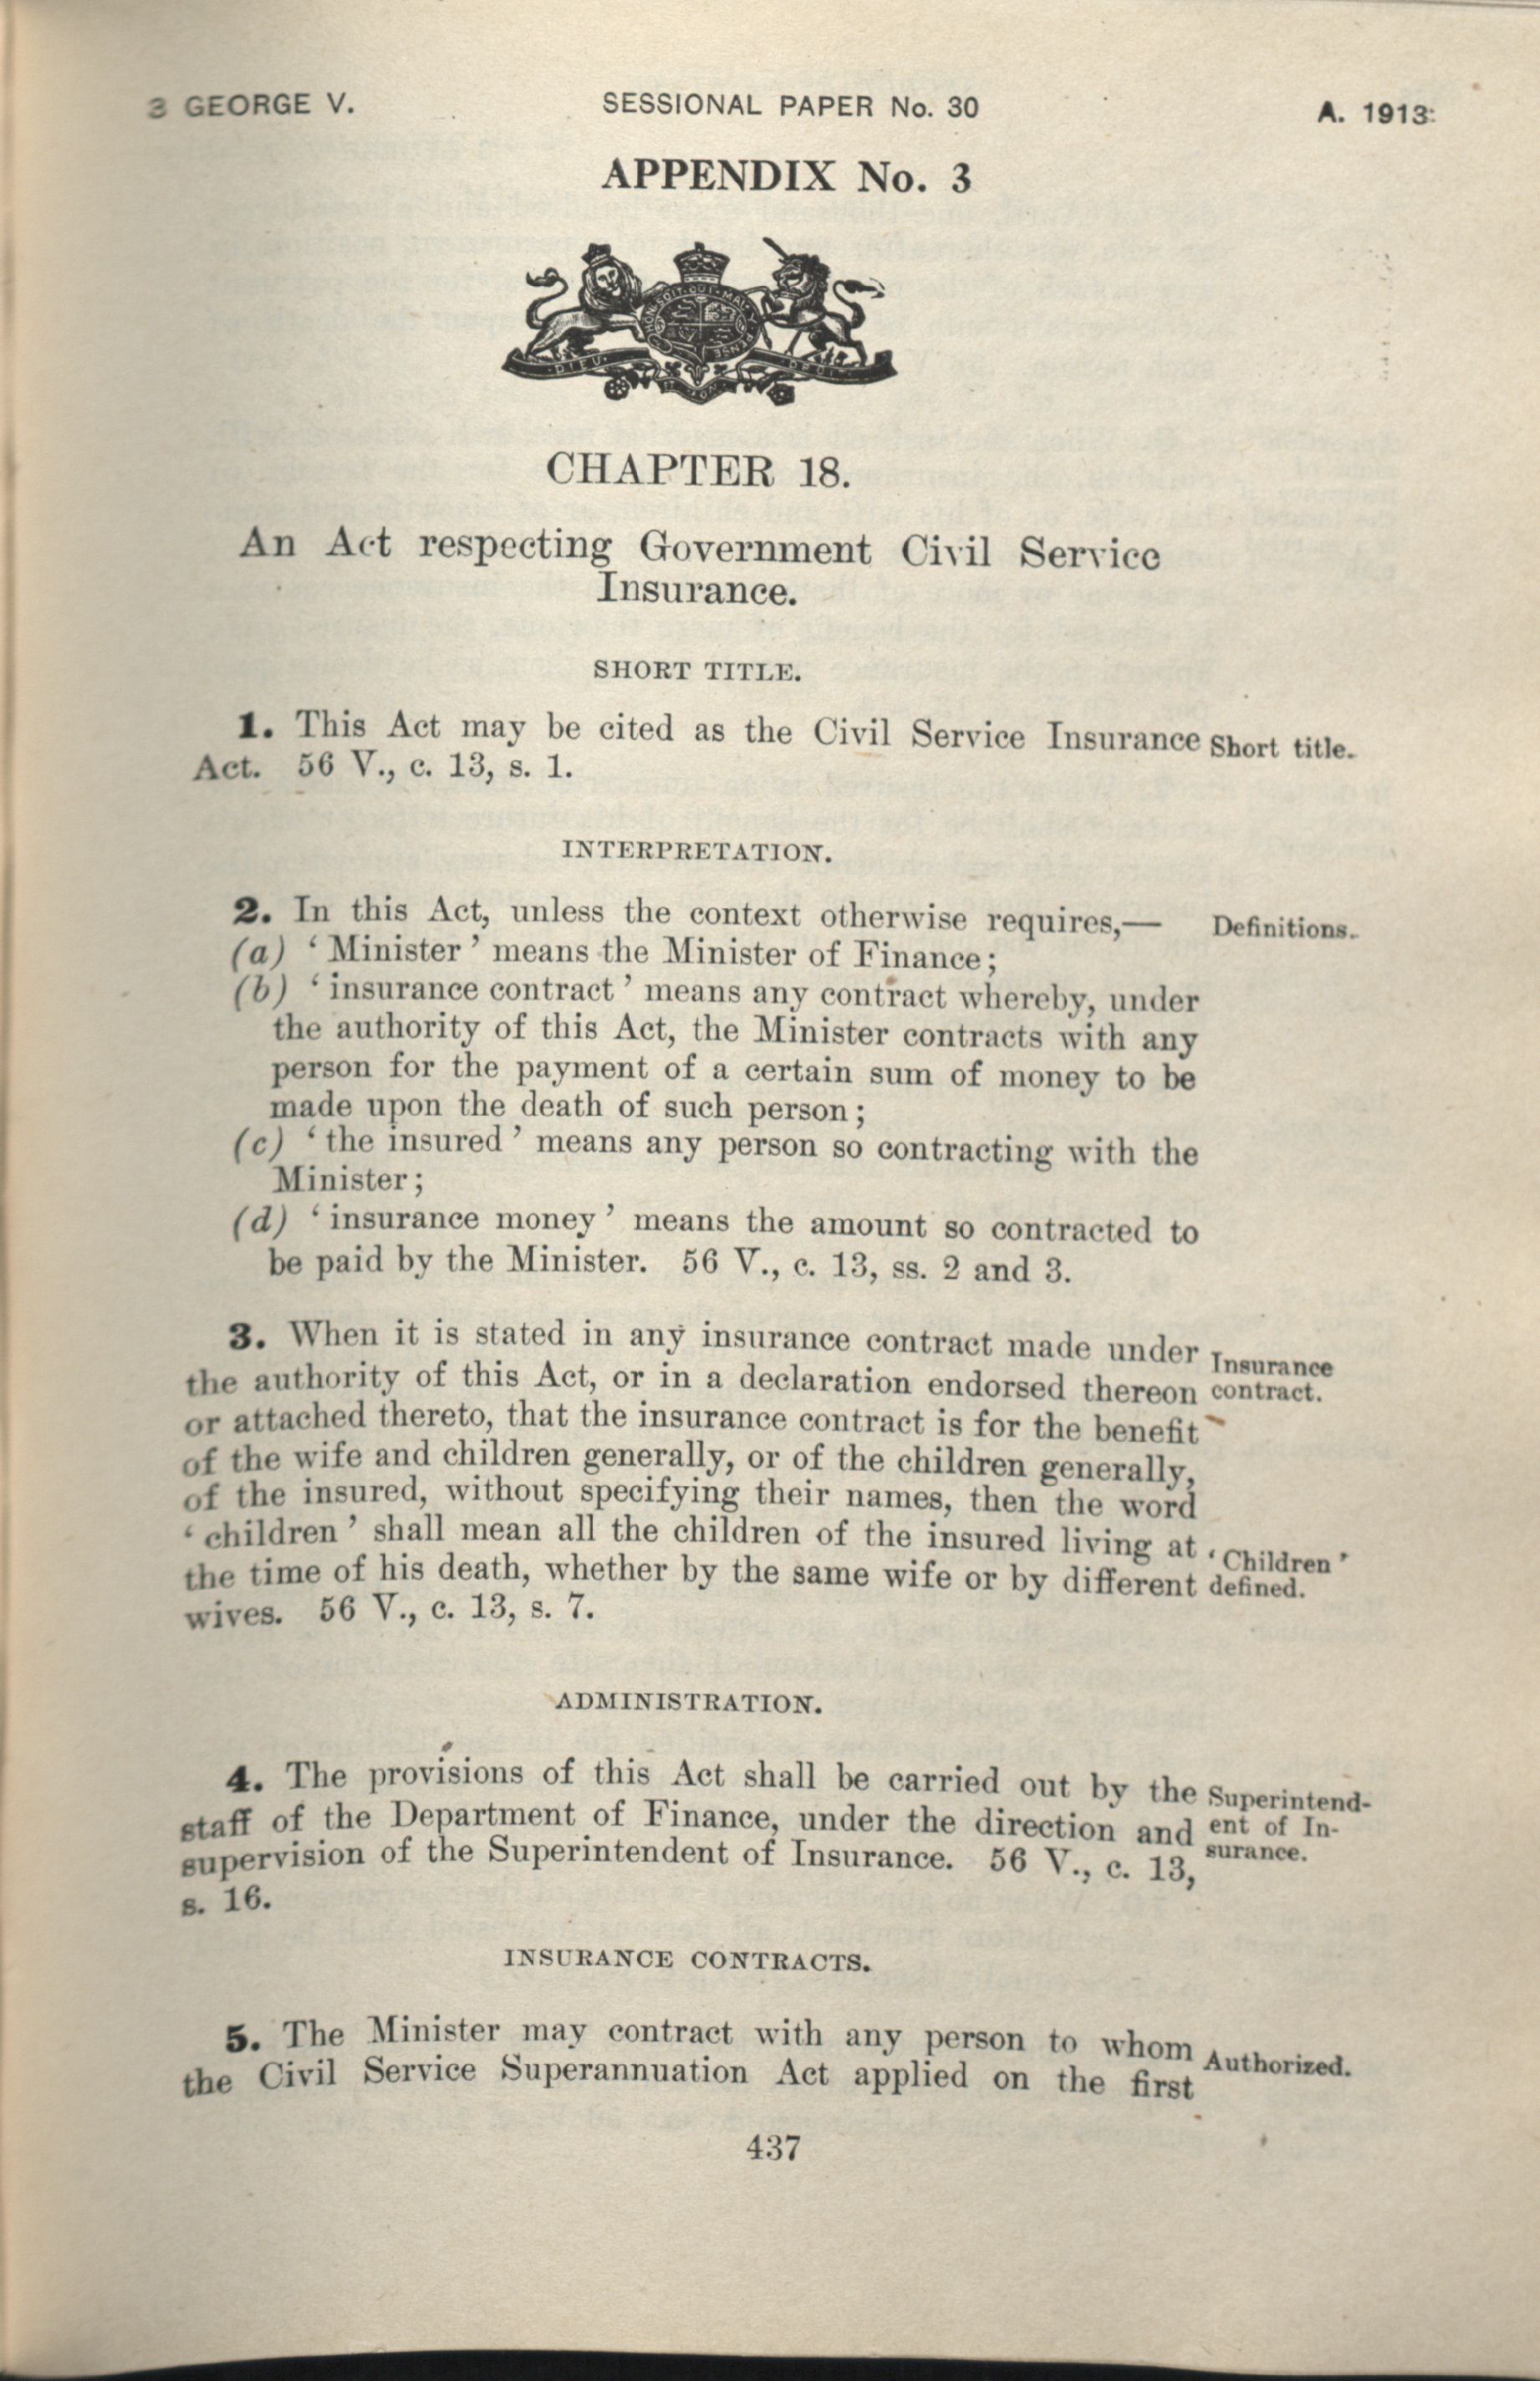 3 GEORGE V.
SESSIONAL PAPER No. 30
A. 1913.
APPENDIX No. 3
DIEU
DROIT
CHAPTER 18.
An Act respecting Government Civil Service
Insurance.
SHORT TITLE.
1. This Act may be cited as the Civil Service Insurance Short title.
Act. 56 V., c. 13, s. 1.
INTERPRETATION.
2. In this Act, unless the context otherwise requires,— Definitions.
(a) ‘ Minister ’ means the Minister of Finance;
(b) ‘ insurance contract ’ means any contract whereby, under
the authority of this Act, the Minister contracts with any
person for the payment of a certain sum of money to be
made upon the death of such person;
(c) ‘ the insured ’ means any person so contracting with the
Minister;
(d) ‘ insurance money ’ means the amount so contracted to
be paid by the Minister. 56 V., c. 13, ss. 2 and 3.
3. When it is stated in any insurance contract made under Insurance
the authority of this Act, or in a declaration endorsed thereon contract.
or attached thereto, that the insurance contract is for the benefit
of the wife and children generally, or of the children generally,
of the insured, without specifying their names, then the word
‘ children ’ shall mean all the children of the insured living at ‘ Children ’
the time of his death, whether by the same wife or by different defined.
wives. 56 V., c. 13, s. 7.
ADMINISTRATION.
4. The provisions of this Act shall be carried out by the Superintend-
staff of the Department of Finance, under the direction and ent of In-
supervision of the Superintendent of Insurance. 56 V., c. 13, surance.
s. 16.
INSURANCE CONTRACTS.
5. The Minister may contract with any person to whom Authorized.
the Civil Service Superannuation Act applied on the first
437